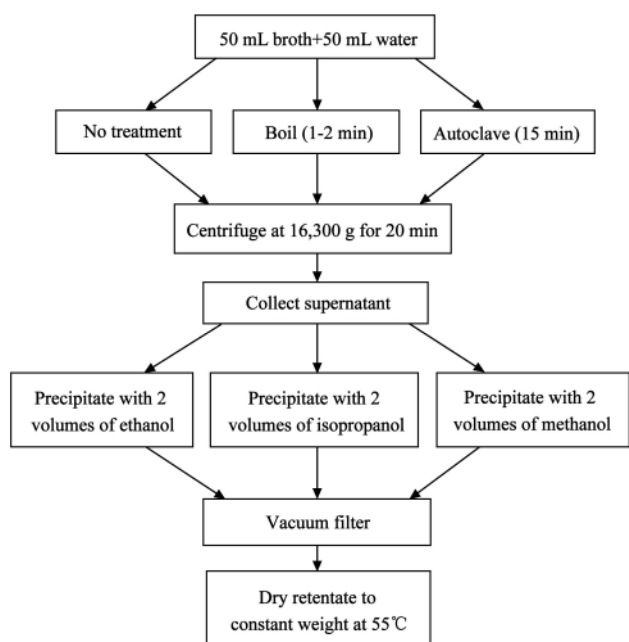 50 mL broth+50 mL water
No treatment
Boil (1-2 min)
Autoclave (15 min)
Centrifuge at 16,300 g for 20 min
Collect supernatant
Precipitate with 2
volumes of ethanol
Precipitate with 2
volumes of isopropanol
Precipitate with 2
volumes of methanol
Vacuum filter
Dry retentate to
constant weight at 55℃